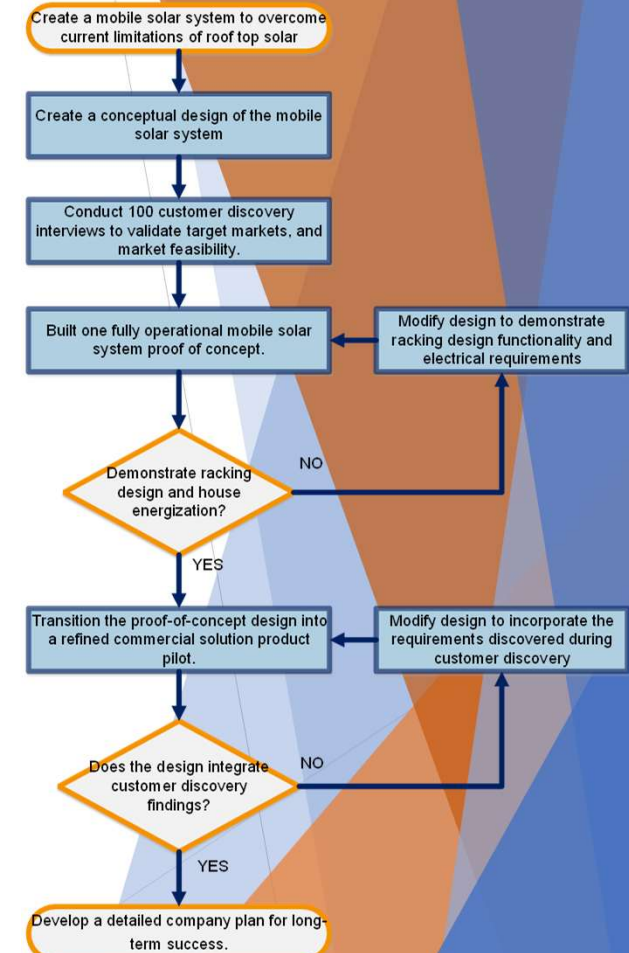 Create a mobile solar system to overcome
current limitations of roof top solar
Create a conceptual design of the mobile
solar system
Conduct 100 customer discovery
interviews to validate target markets, and
market feasibility.
Built one fully operational mobile solar
system proof of concept.
Modify design to demonstrate
racking design functionality and
electrical requirements
Demonstrate racking
design and house
energization?
NO
YES
Transition the proof-of-concept design into
a refined commercial solution product
pilot.
Modify design to incorporate the
requirements discovered during
customer discovery
Does the design integrate
customer discovery
findings?
NO
YES
Develop a detailed company plan for long-
term success.